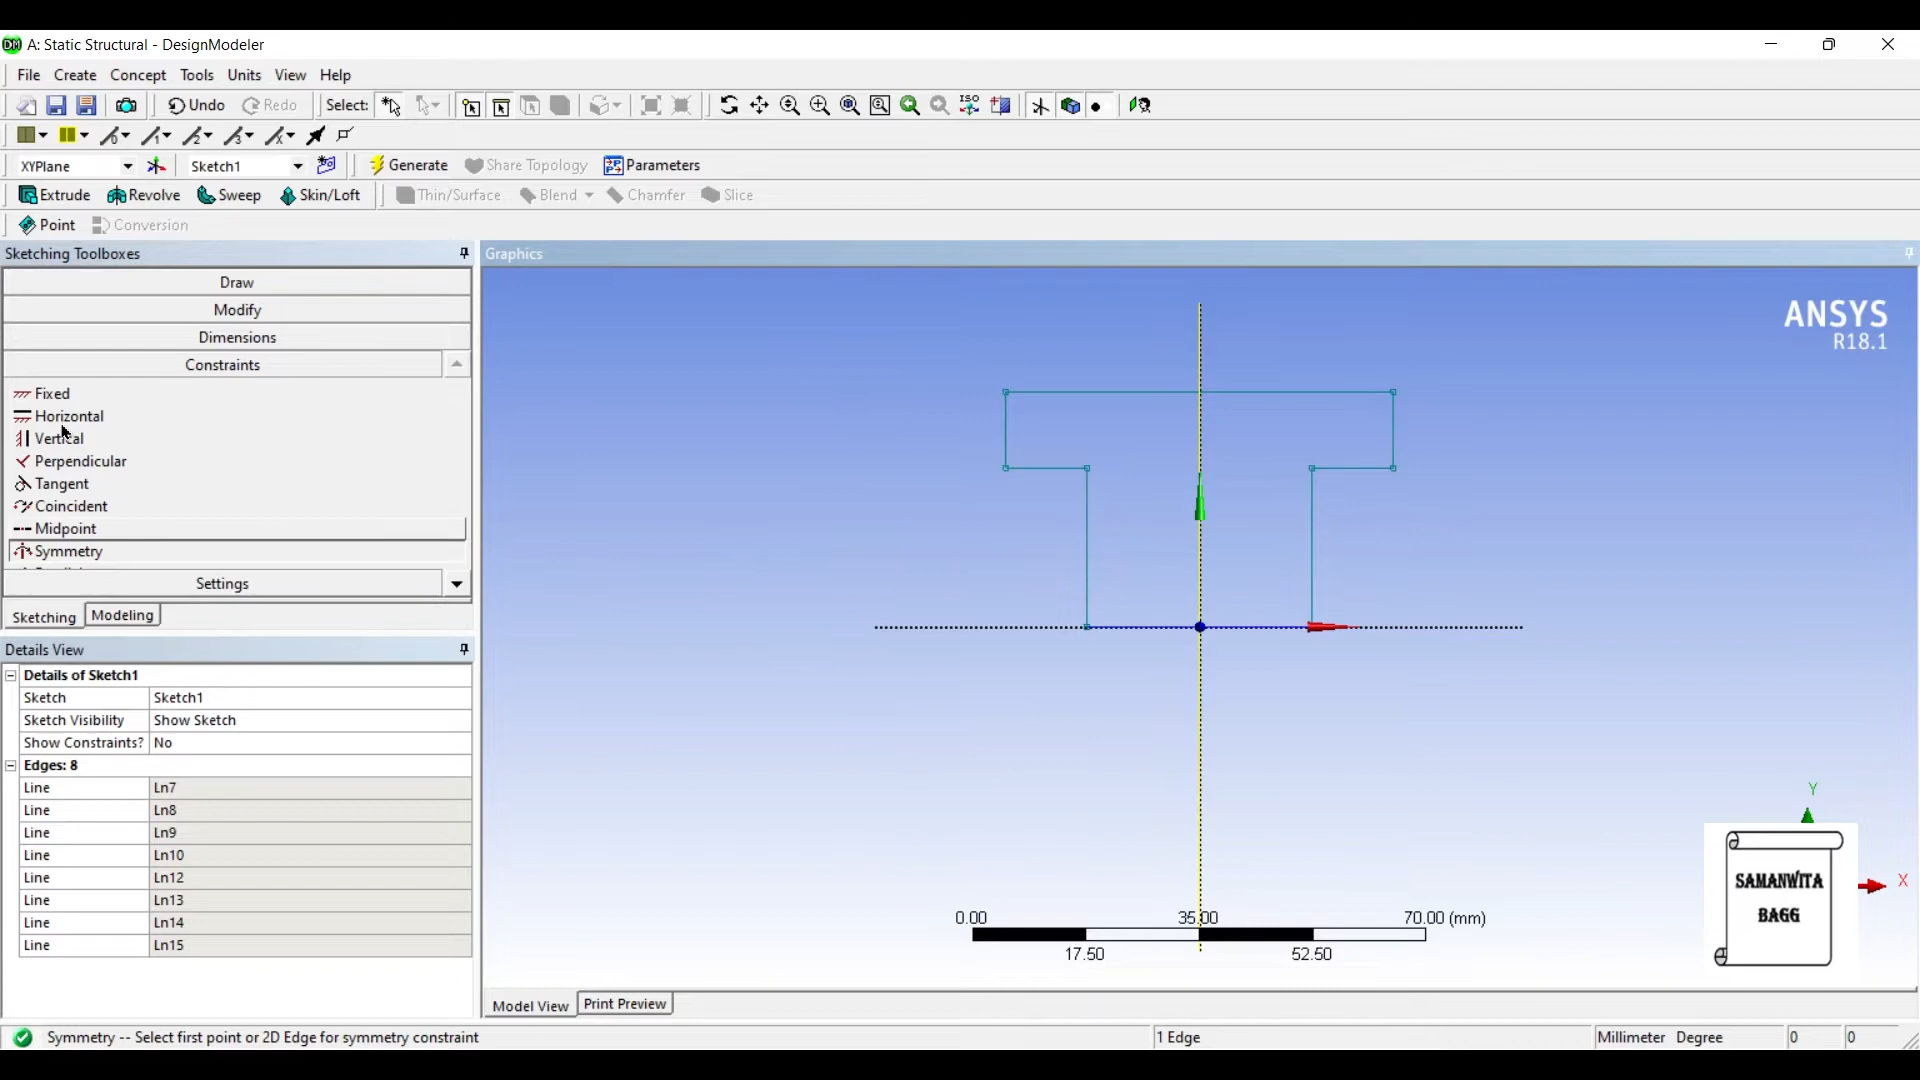 A: Static Structural - DesignModeler
File Create Concept Tools Units View Help
Undo Redo Select: ISO
XYPlane Sketch1 Generate Share Topology Parameters
Extrude Revolve Sweep Skin/Loft Thin/Surface Blend Chamfer Slice
Point Conversion
Sketching Toolboxes
Graphics
Draw
Modify
Dimensions
Constraints
Fixed
Horizontal
Vertical
Perpendicular
Tangent
Coincident
Midpoint
Symmetry
Settings
Sketching Modeling
ANSYS
R18.1
Details View
Details of Sketch1
Sketch Sketch1
Sketch Visibility Show Sketch
Show Constraints? No
Edges: 8
Line Ln7
Line Ln8
Line Ln9
Line Ln10
Line Ln12
Line Ln13
Line Ln14
Line Ln15
Y
X
SAMANWITA
BAGG
0.00 35.00 70.00 (mm)
17.50 52.50
Model View Print Preview
Symmetry -- Select first point or 2D Edge for symmetry constraint 1 Edge Millimeter Degree 0 0